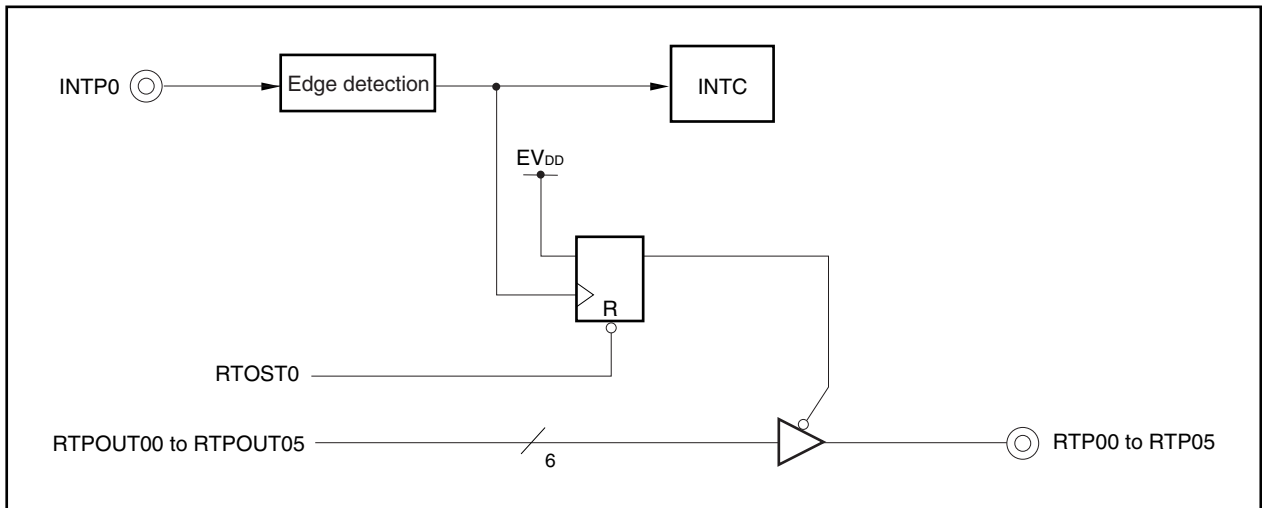 INTP0
Edge detection
INTC
EVDD
R
RTOST0
RTPOUT00 to RTPOUT05
6
RTP00 to RTP05